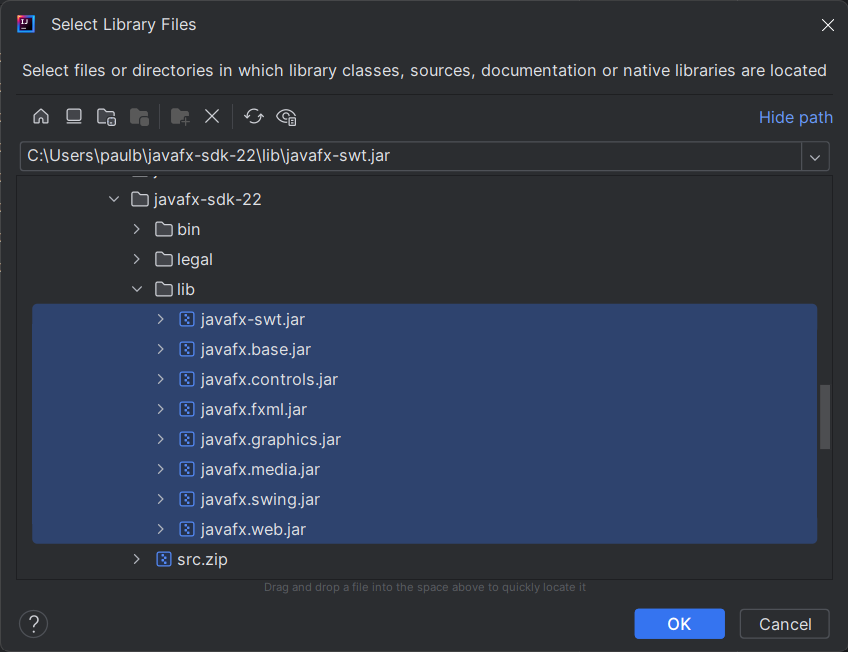 Select Library Files
Select files or directories in which library classes, sources, documentation or native libraries are located
Hide path
C:\Users\paulb\javafx-sdk-22\lib\javafx-swt.jar
javafx-sdk-22
bin
legal
lib
javafx-swt.jar
javafx.base.jar
javafx.controls.jar
javafx.fxml.jar
javafx.graphics.jar
javafx.media.jar
javafx.swing.jar
javafx.web.jar
src.zip
Drag and drop a file into the space above to quickly locate it
?
OK
Cancel